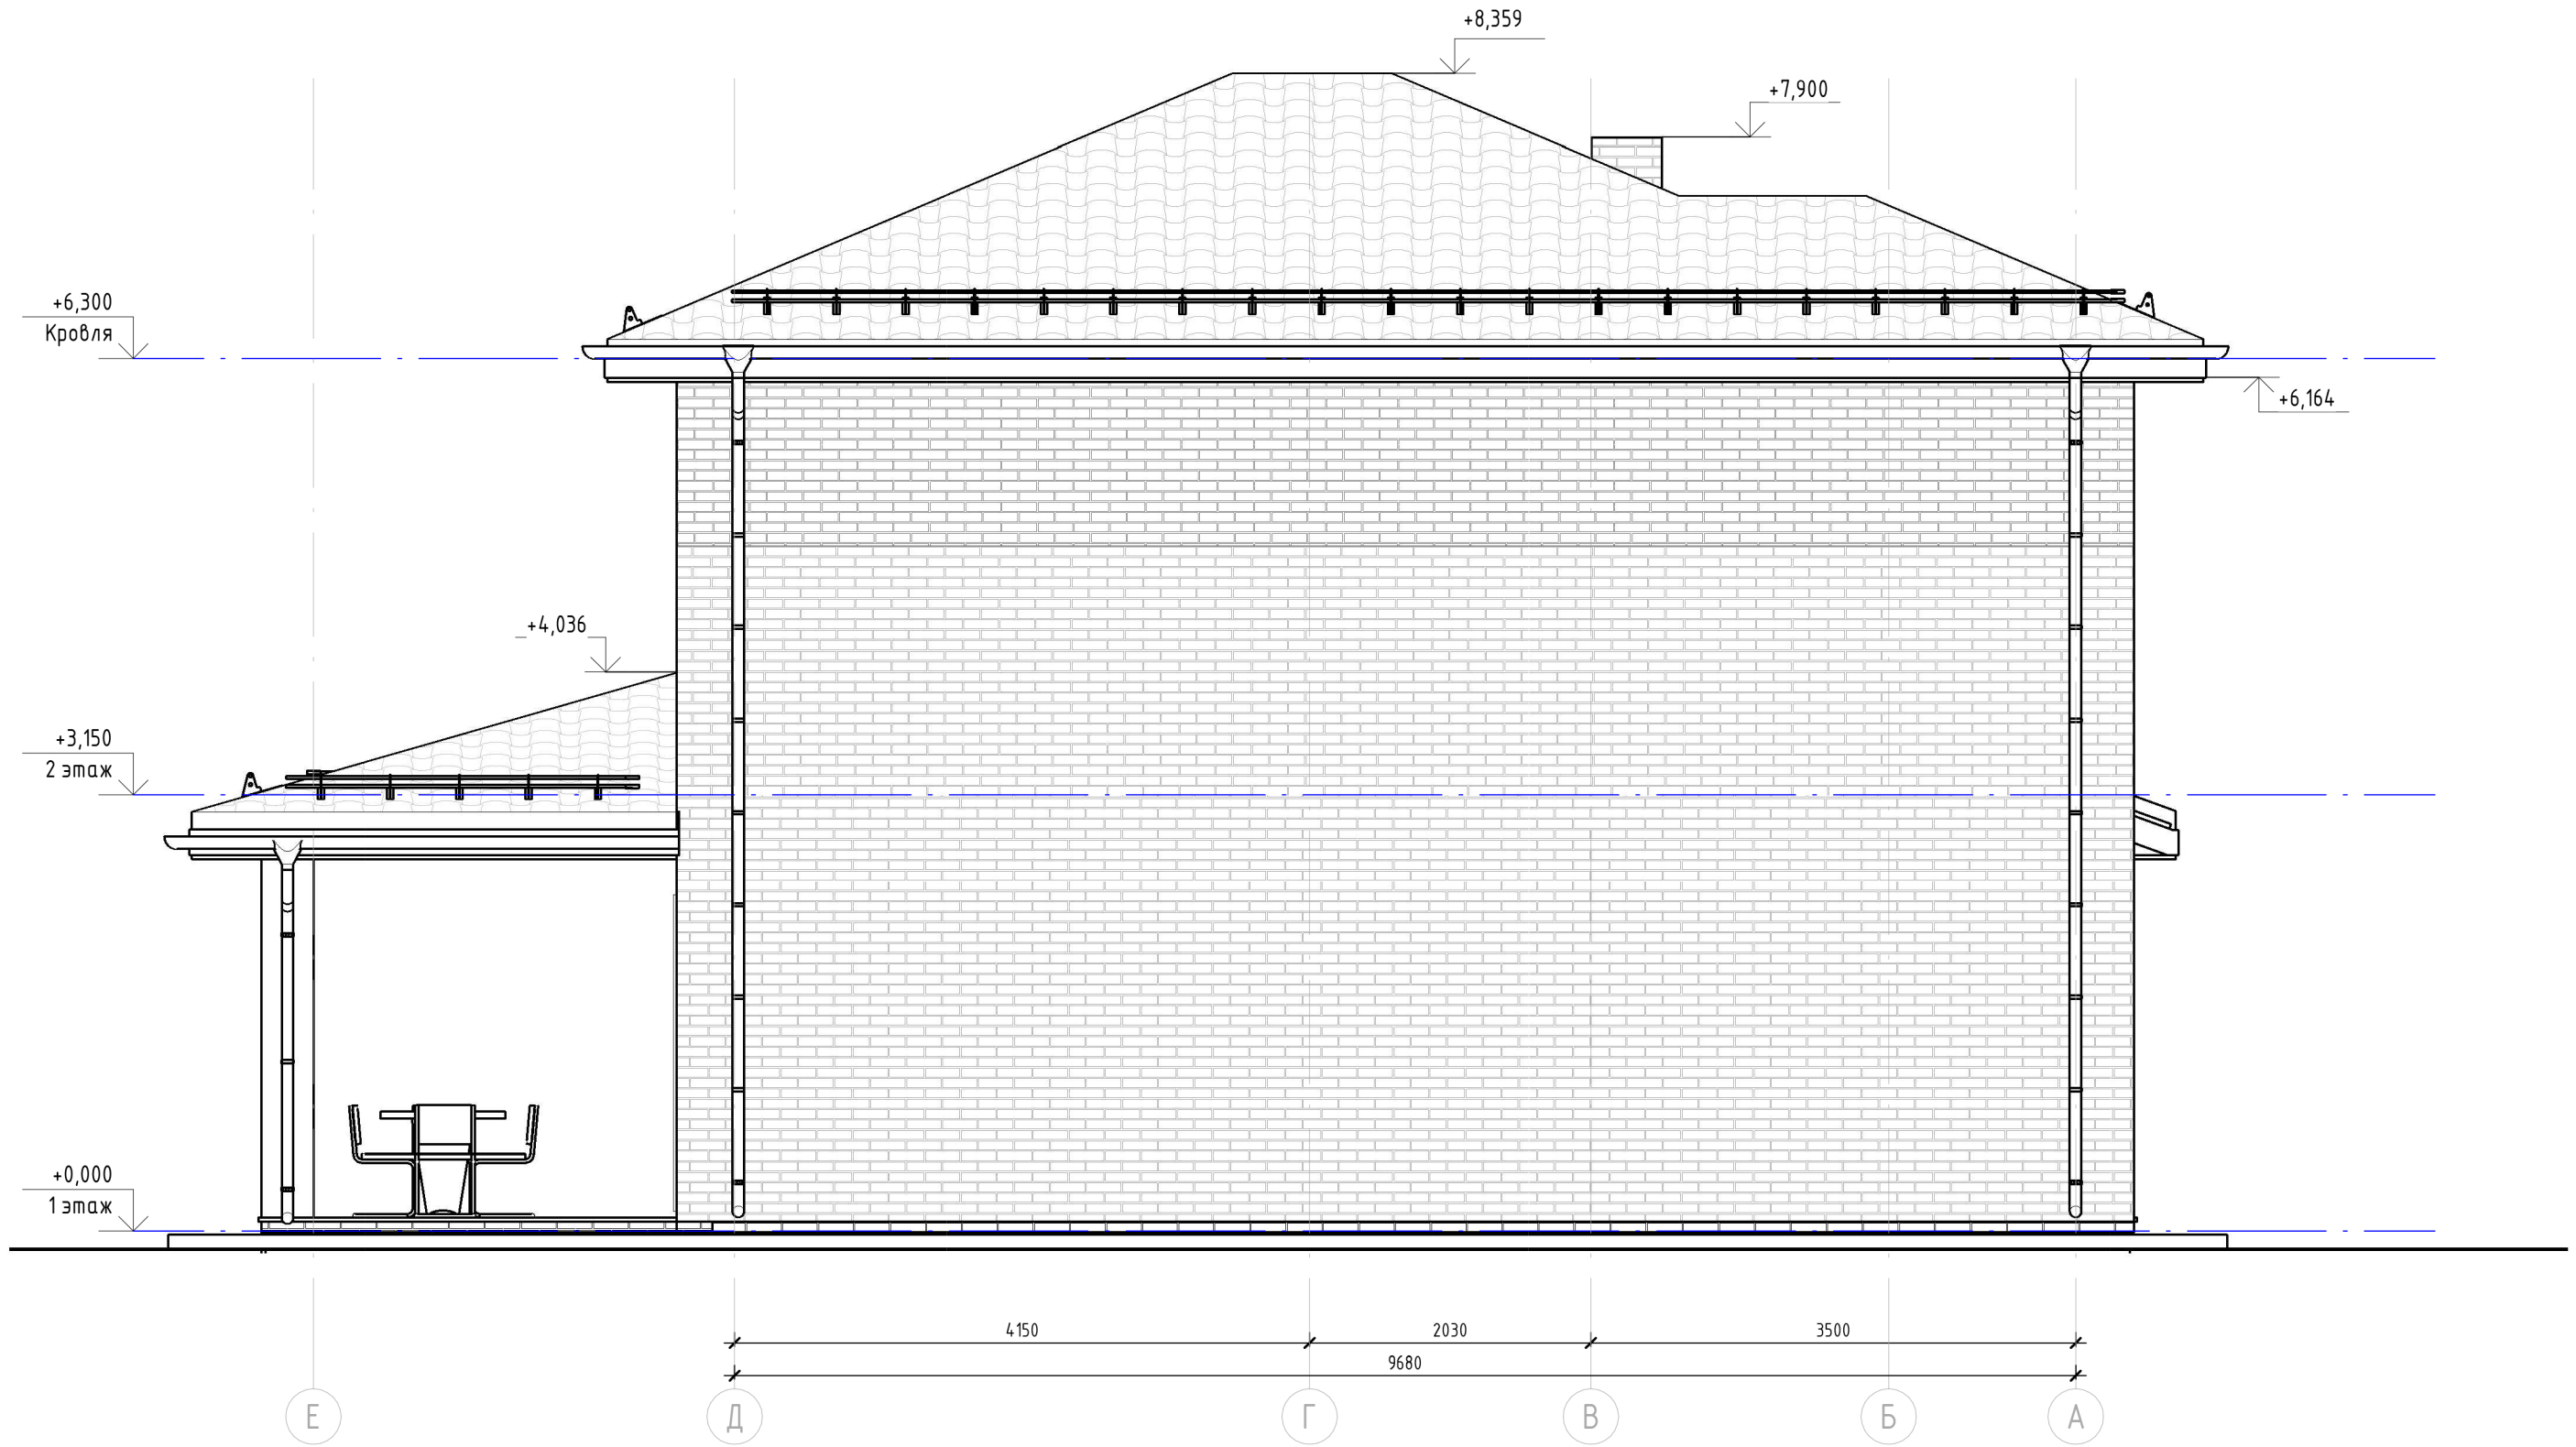 +8,359
+7,900
+6,300
Кровля
+6,164
+4,036
+3,150
2 этаж
+0,000
1 этаж
4150
2030
3500
9680
Е
Д
Г
В
Б
А